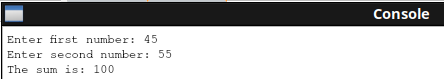 Console
Enter first number: 45
Enter second number: 55
The sum is: 100